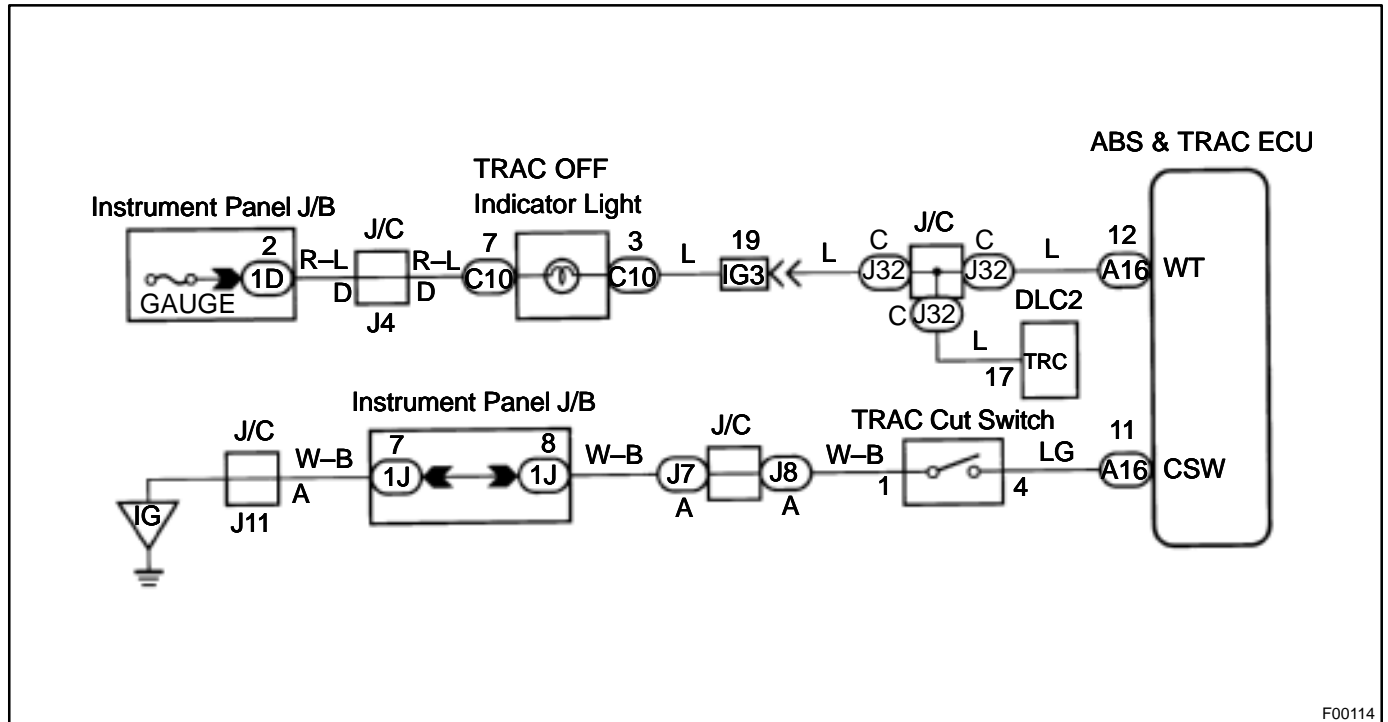 ABS & TRAC ECU
TRAC OFF
Indicator Light
Instrument Panel J/B
J/C
J/C
2
R–L
R–L
7
3
19
C
C
L
12
1D
C10
C10
L
IG3
L
J32
J32
A16
WT
GAUGE
D
D
J4
C
J32
DLC2
L
17
TRC
Instrument Panel J/B
TRAC Cut Switch
J/C
J/C
W–B
7
8
W–B
W–B
LG
11
1J
1J
J7
J8
1
4
A16
CSW
A
A
A
IG
J11
F00114